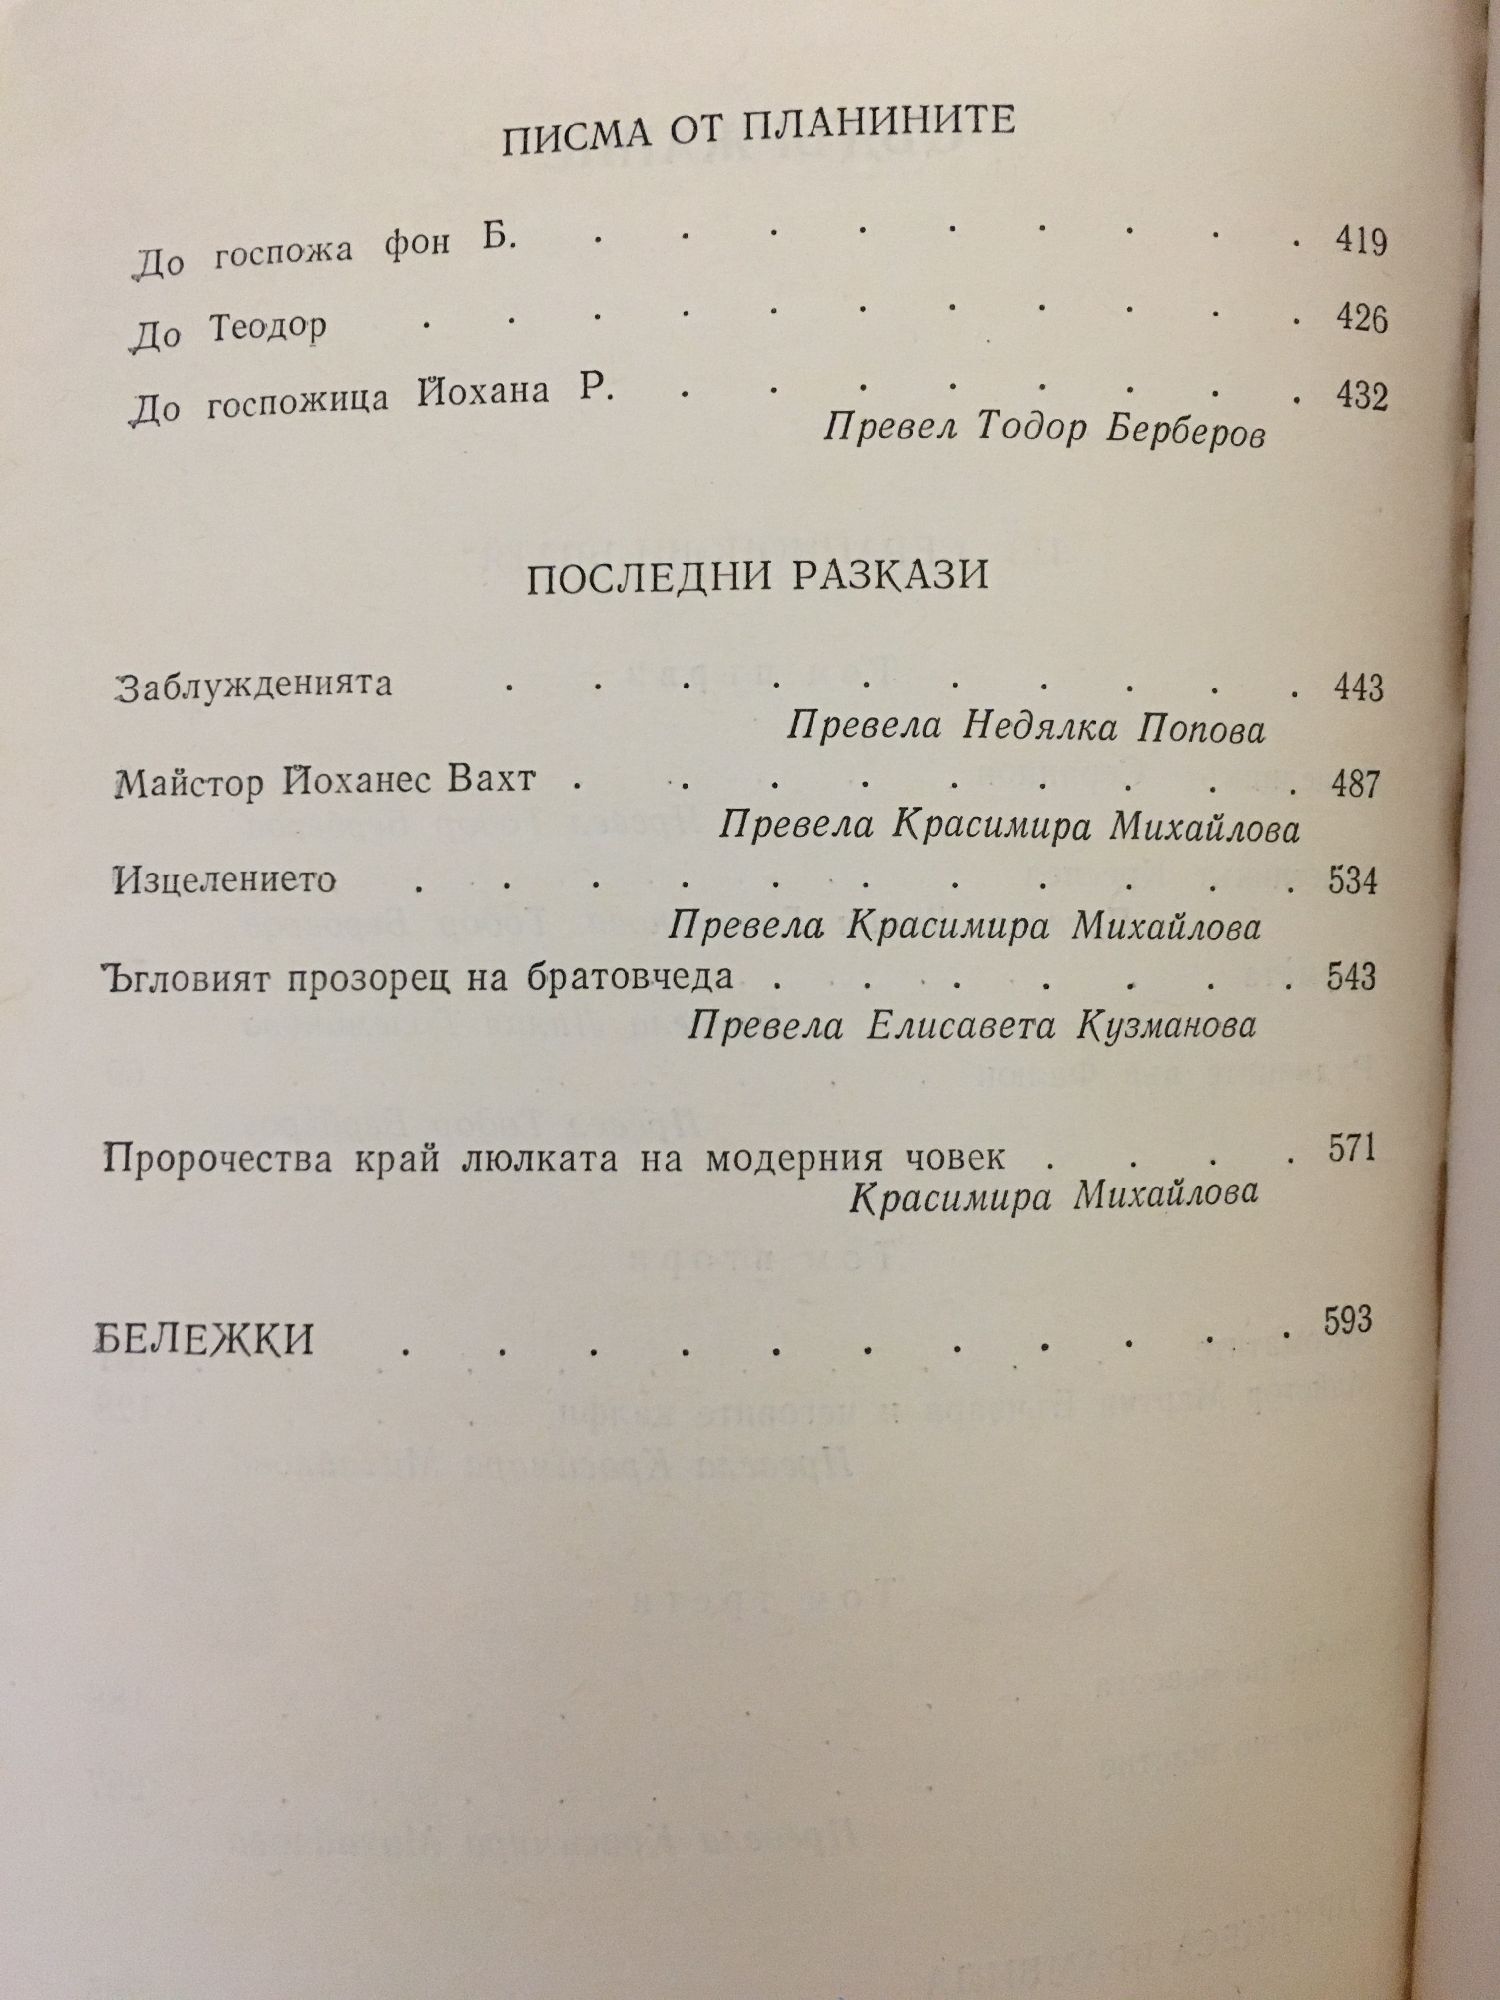 ПИСМА ОТ ПЛАНИНИТЕ
До госпожа фон Б. . . . . . . . . . 419
До Теодор . . . . . . . . . . . 426
До госпожица Йохана Р. . . . . . . . . 432
Превел Тодор Берберов
ПОСЛЕДНИ РАЗКАЗИ
Заблужденията . . . . . . . . . . 443
Превела Недялка Попова
Майстор Йоханес Вахт . . . . . . . . . 487
Превела Красимира Михайлова
Изцелението . . . . . . . . . . . 534
Превела Красимира Михайлова
Ъгловият прозорец на братовчеда . . . . . . . 543
Превела Елисавета Кузманова
Пророчества край люлката на модерния човек . . . . 571
Красимира Михайлова
БЕЛЕЖКИ . . . . . . . . . . . 593